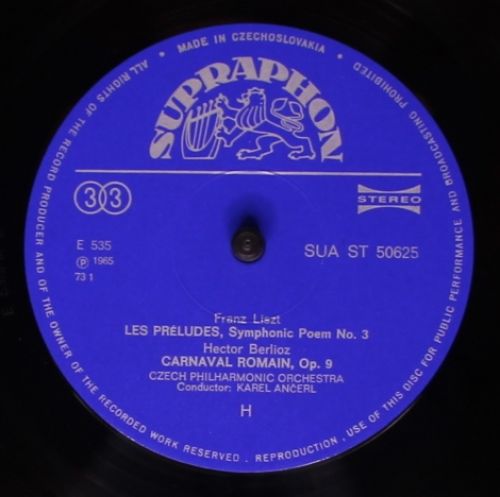 ALL RIGHTS OF THE RECORD PRODUCER AND OF THE OWNER OF THE RECORDED WORK RESERVED . REPRODUCTION, USE OF THIS DISC FOR PUBLIC PERFORMANCE AND BROADCASTING PROHIBITED
• MADE IN CZECHOSLOVAKIA •
SUPRAPHON
33
STEREO
E 535
SUA ST 50625
℗ 1965
73 1
Franz Liszt
LES PRÉLUDES, Symphonic Poem No. 3
Hector Berlioz
CARNAVAL ROMAIN, Op. 9
CZECH PHILHARMONIC ORCHESTRA
Conductor: KAREL ANČERL
H